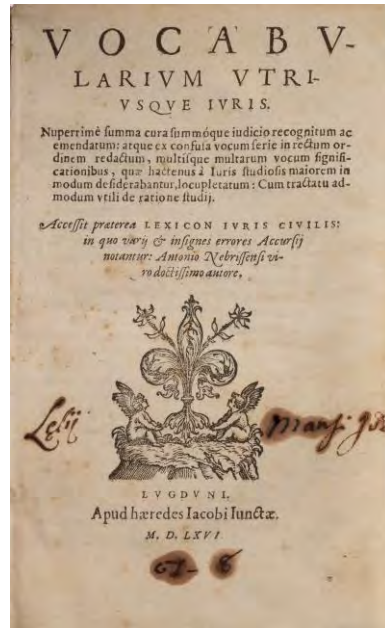 VOCABV-
LARIVM VTRI-
VSQVE IVRIS.
Nuperrimè summa cura summóque iudicio recognitum ac
emendatum: atque ex confusa vocum serie in rectum or-
dinem redactum, multisque multarum vocum signifi-
cationibus, quæ hactenus à Iuris studiosis maiorem in
modum desiderabantur, locupletatum: Cum tractatu ad-
modum vtili de ratione studij.
Accessit præterea LEXICON IVRIS CIVILIS:
in quo varij & insignes errores Accursij
notantur: Antonio Nebrissensi vi-
ro doctissimo autore.
Lelij Mansi
LVGDVNI.
Apud hæredes Iacobi Iunctæ.
M. D. LXVI